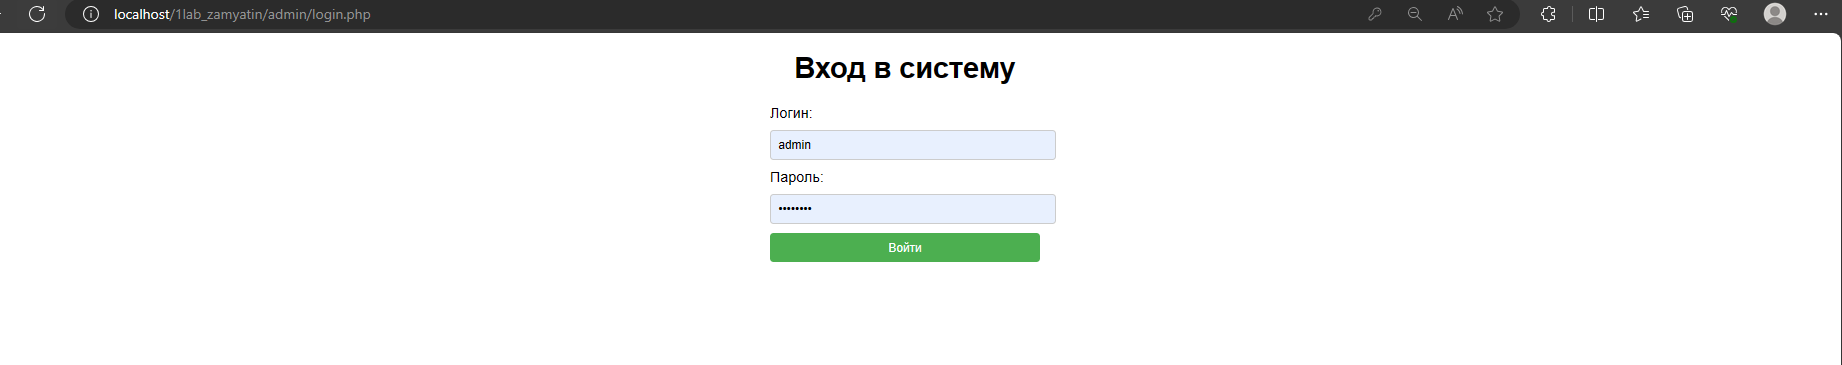 localhost/1lab_zamyatin/admin/login.php
Вход в систему
Логин:
admin
Пароль:
••••••••
Войти